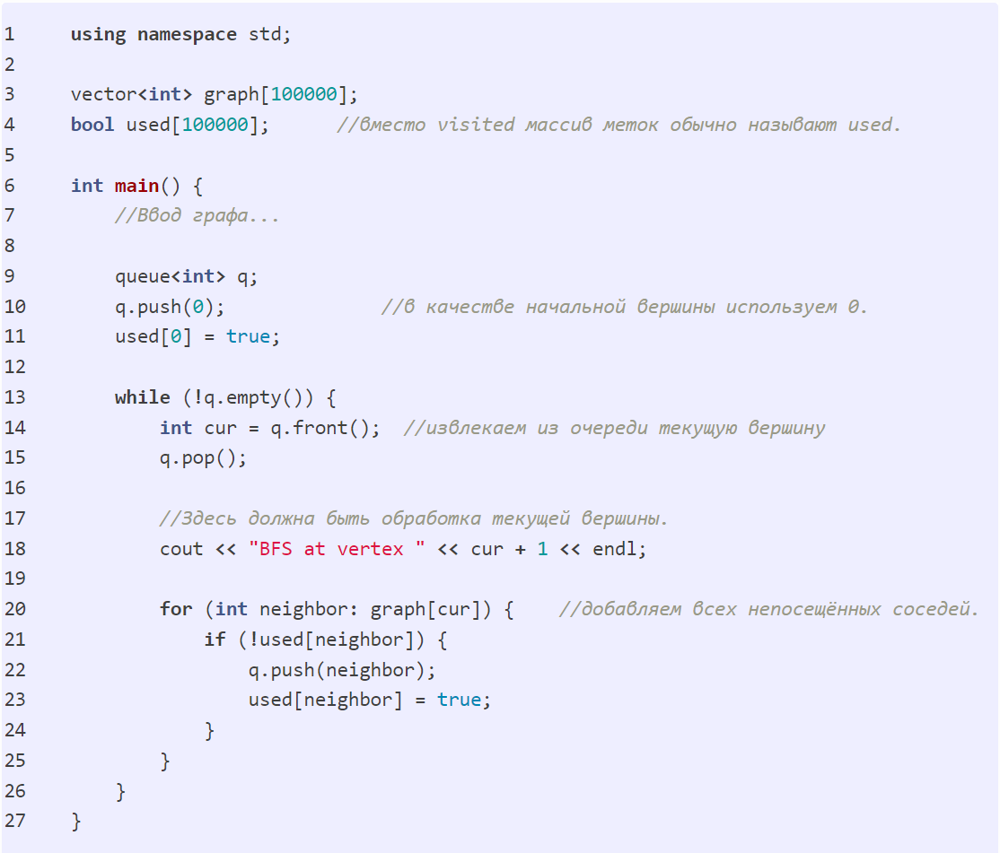 1 using namespace std;
2
3 vector<int> graph[100000];
4 bool used[100000]; //вместо visited массив меток обычно называют used.
5
6 int main() {
7 //Ввод графа...
8
9 queue<int> q;
10 q.push(0); //в качестве начальной вершины используем 0.
11 used[0] = true;
12
13 while (!q.empty()) {
14 int cur = q.front(); //извлекаем из очереди текущую вершину
15 q.pop();
16
17 //Здесь должна быть обработка текущей вершины.
18 cout << "BFS at vertex " << cur + 1 << endl;
19
20 for (int neighbor: graph[cur]) { //добавляем всех непосещённых соседей.
21 if (!used[neighbor]) {
22 q.push(neighbor);
23 used[neighbor] = true;
24 }
25 }
26 }
27 }